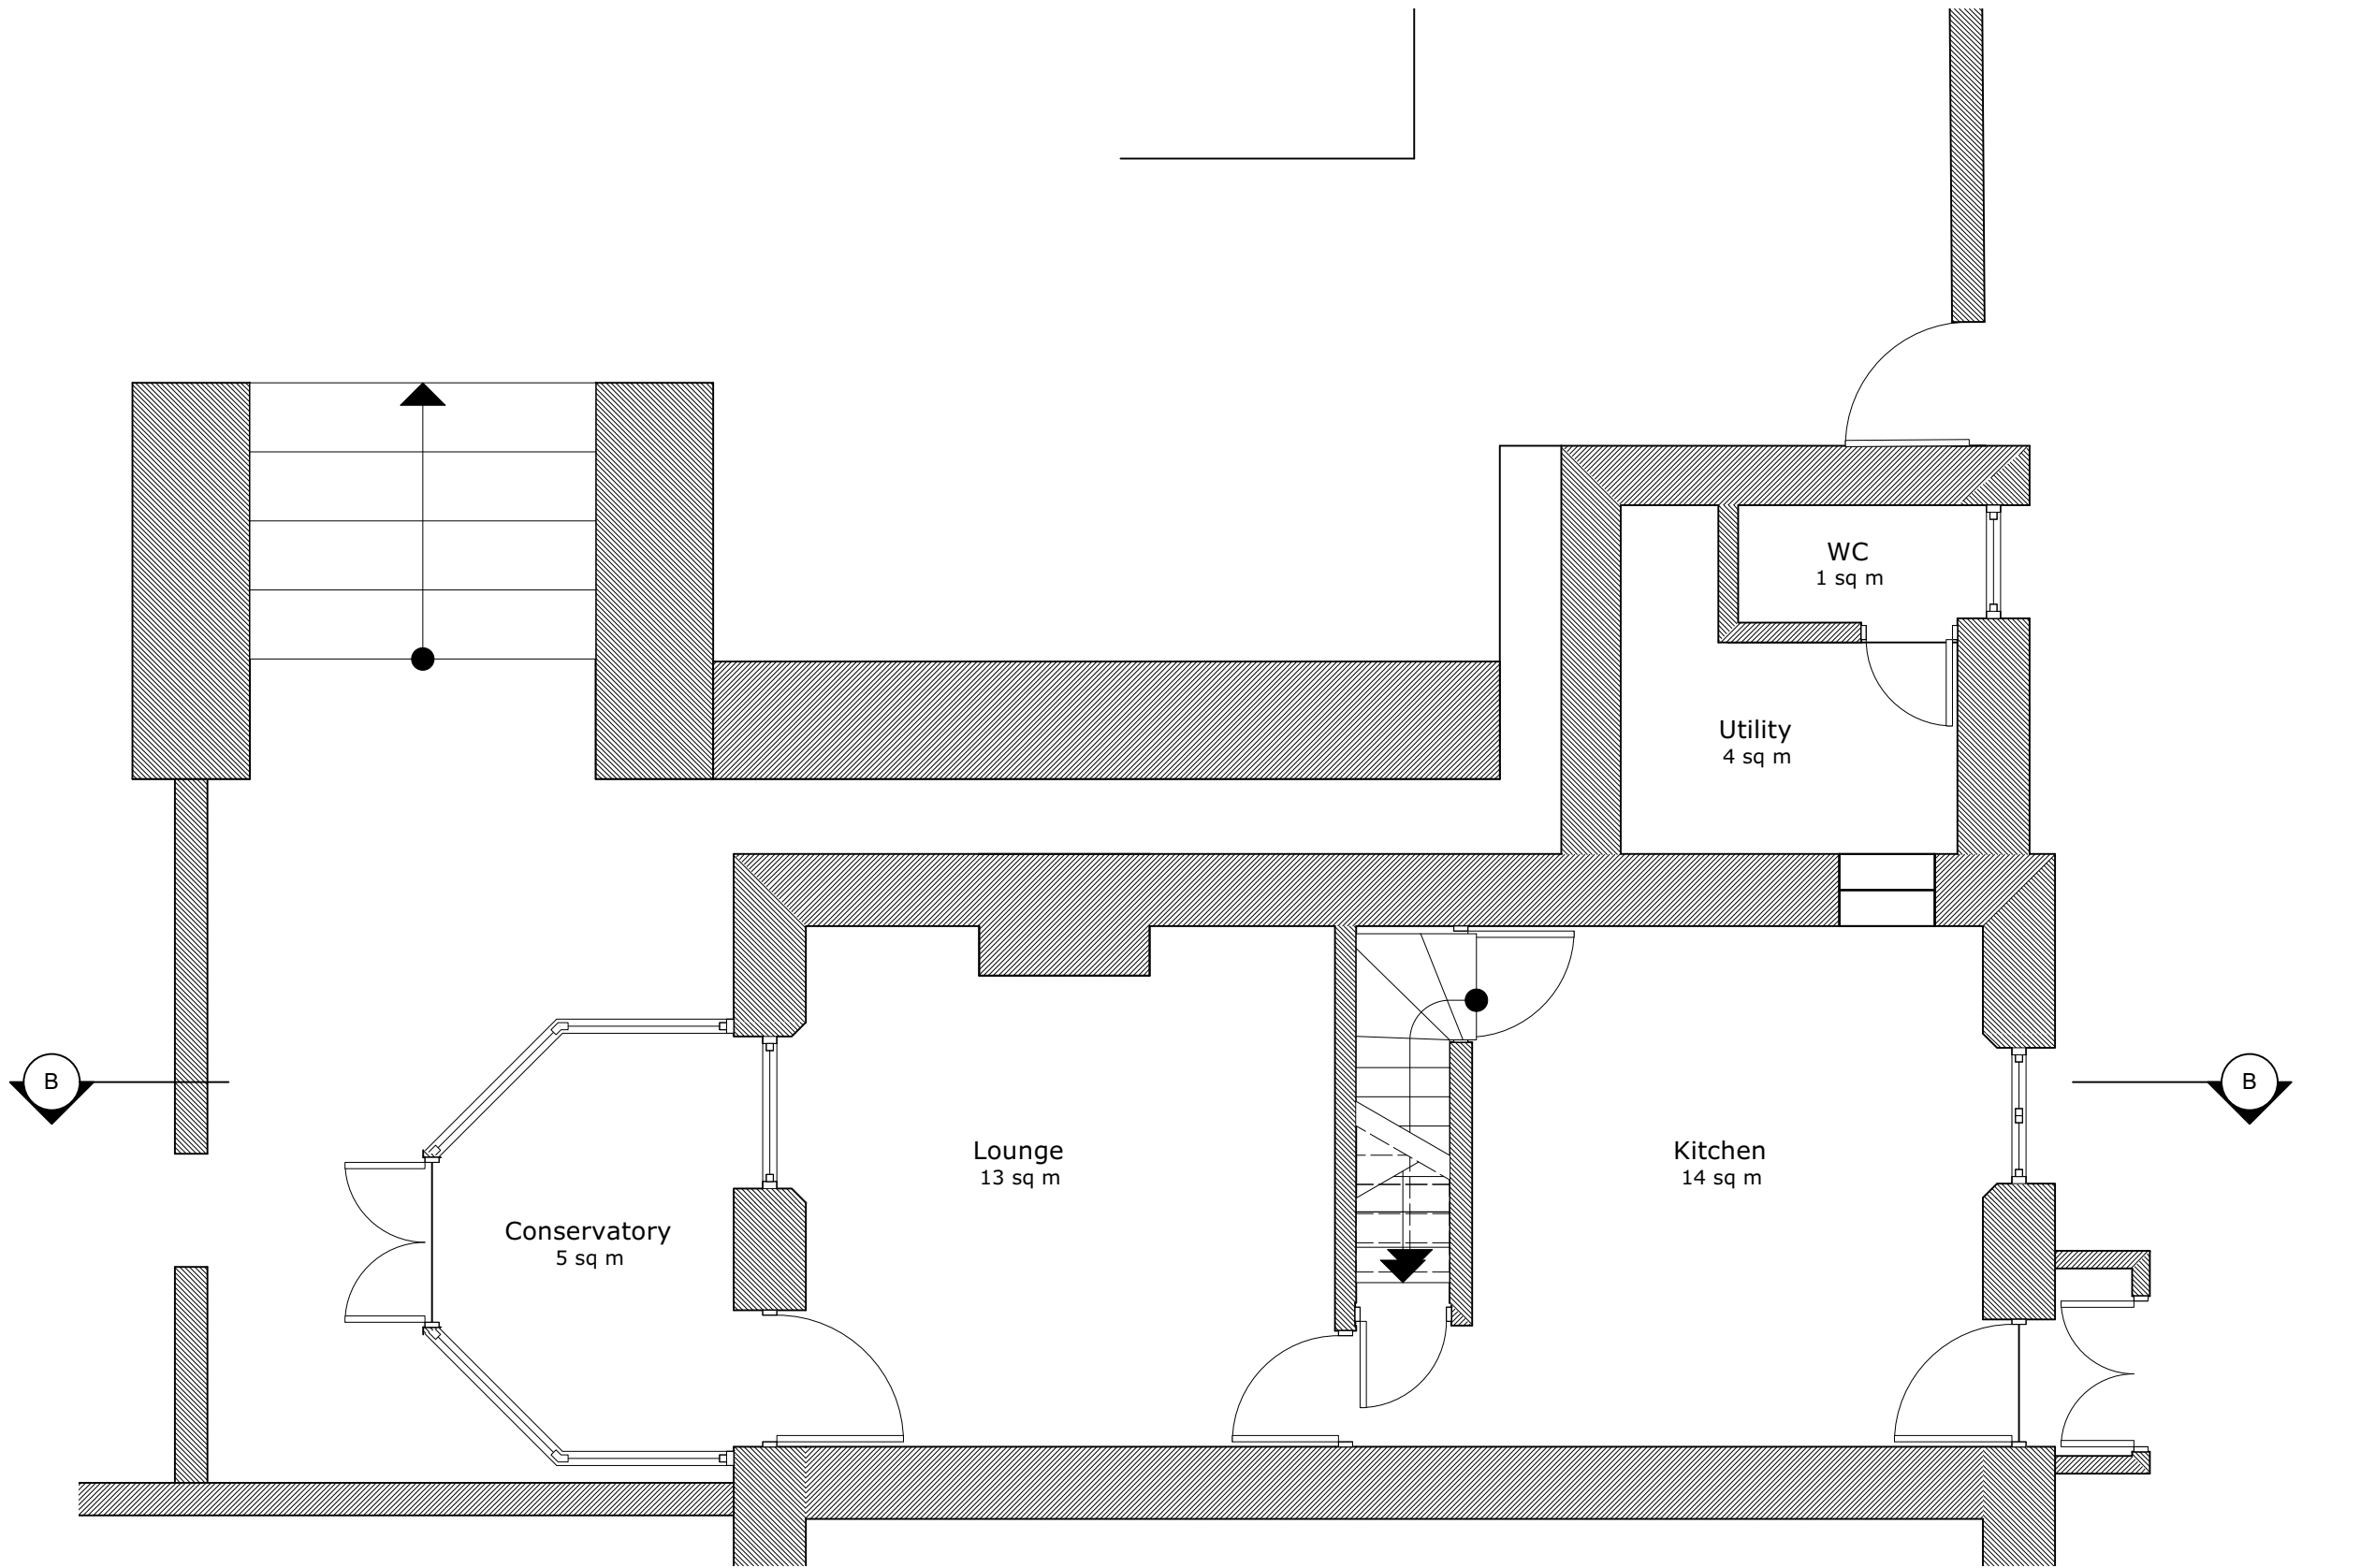 WC
1 sq m
Utility
4 sq m
B
B
Lounge
13 sq m
Kitchen
14 sq m
Conservatory
5 sq m